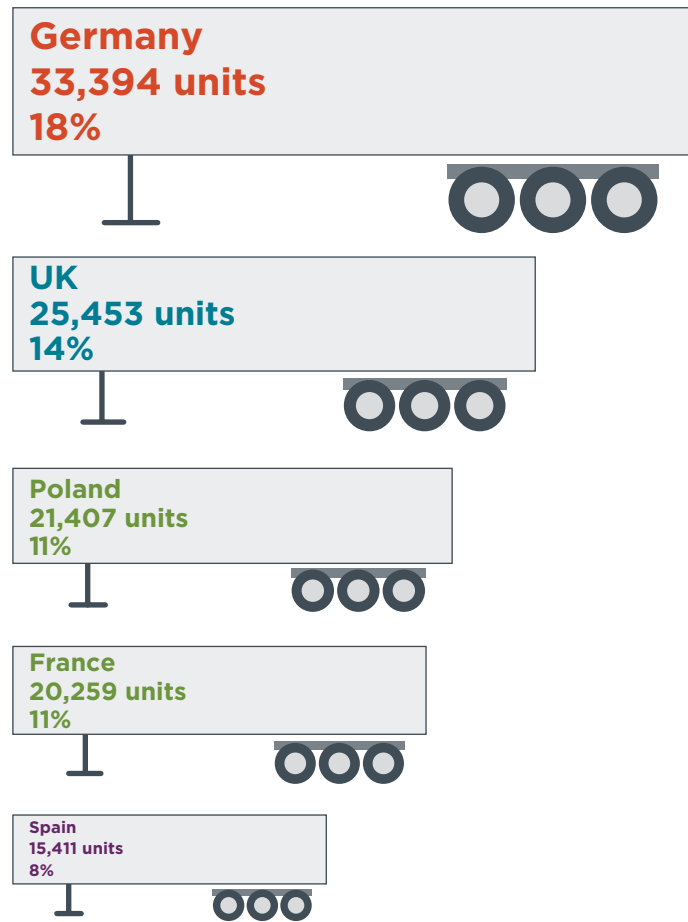 Germany
33,394 units
18%
UK
25,453 units
14%
Poland
21,407 units
11%
France
20,259 units
11%
Spain
15,411 units
8%